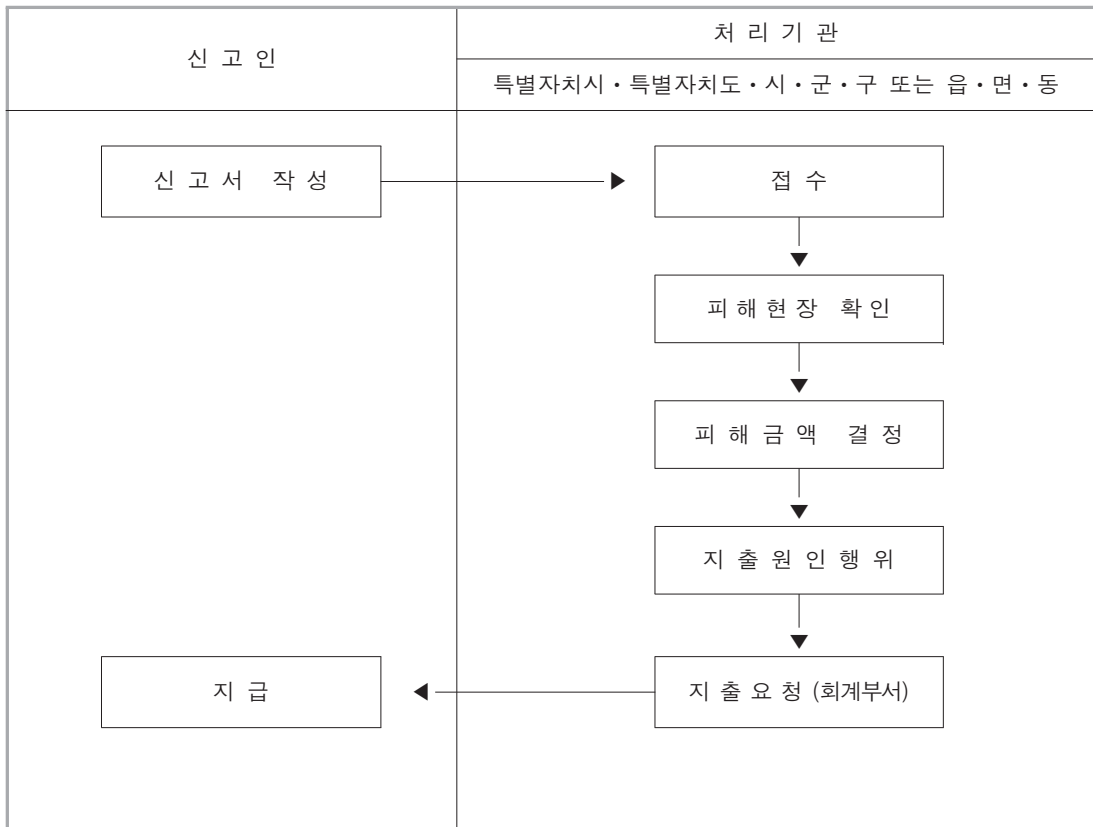 신 고 인
처 리 기 관
특별자치시・특별자치도・시・군・구 또는 읍・면・동
신 고 서 작 성
접 수
피 해 현 장 확 인
피 해 금 액 결 정
지 출 원 인 행 위
지 급
지 출 요 청 (회계부서)